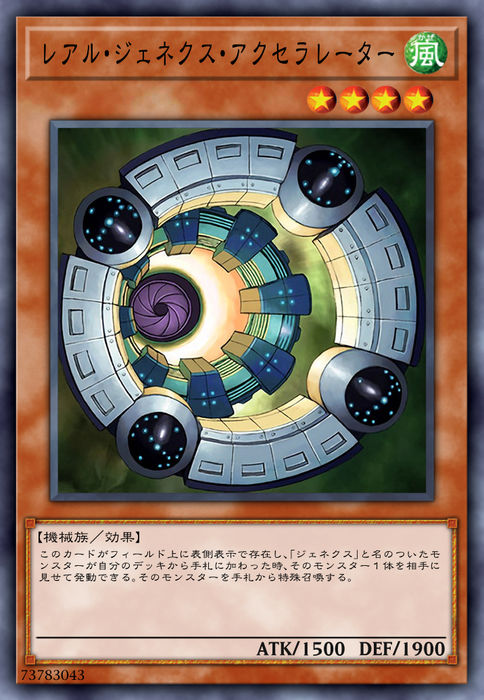 レアル・ジェネクス・アクセラレーター
かぜ
風
【機械族／効果】
このカードがフィールド上に表側表示で存在し、「ジェネクス」と名のついたモ
ンスターが自分のデッキから手札に加わった時、そのモンスター１体を相手に
見せて発動できる。そのモンスターを手札から特殊召喚する。
ATK/1500 DEF/1900
73783043